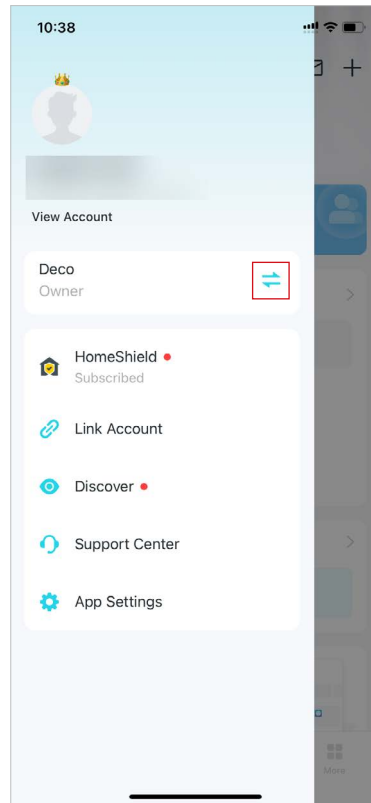 10:38
View Account
Deco
Owner
HomeShield
Subscribed
Link Account
Discover
Support Center
App Settings
More